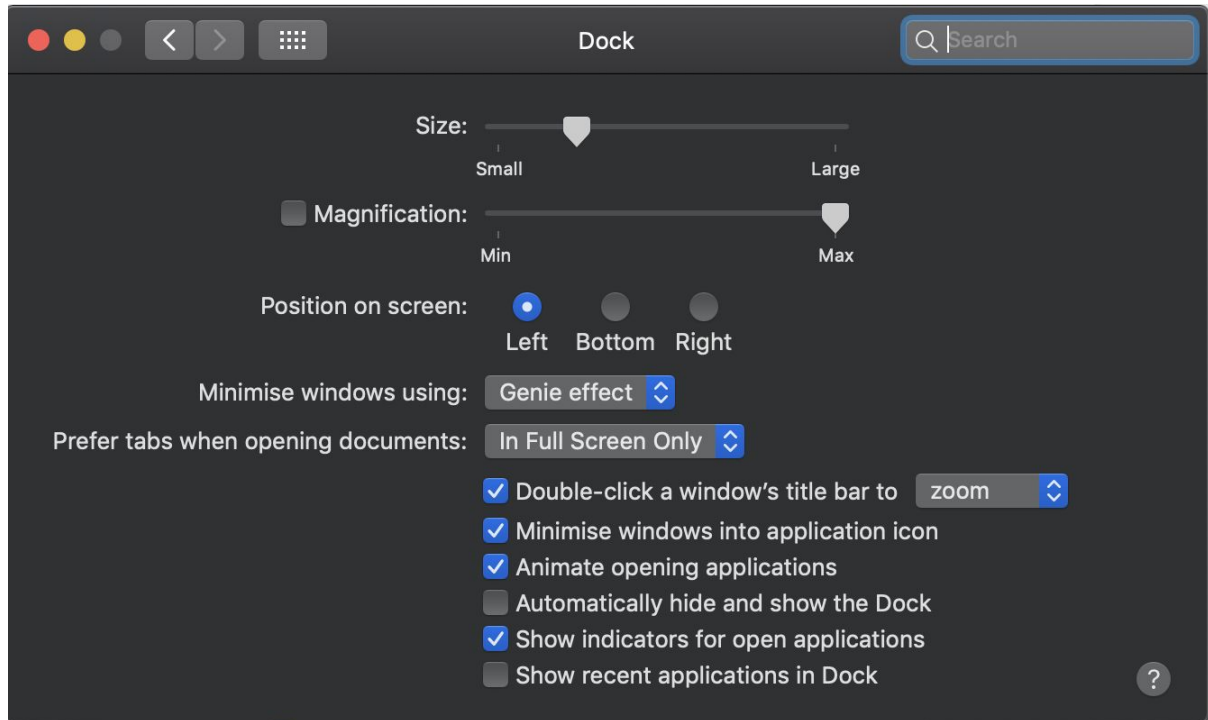 Dock
Search
Size:
Small Large
Magnification:
Min Max
Position on screen:
Left Bottom Right
Minimise windows using: Genie effect
Prefer tabs when opening documents: In Full Screen Only
Double-click a window’s title bar to zoom
Minimise windows into application icon
Animate opening applications
Automatically hide and show the Dock
Show indicators for open applications
Show recent applications in Dock
?